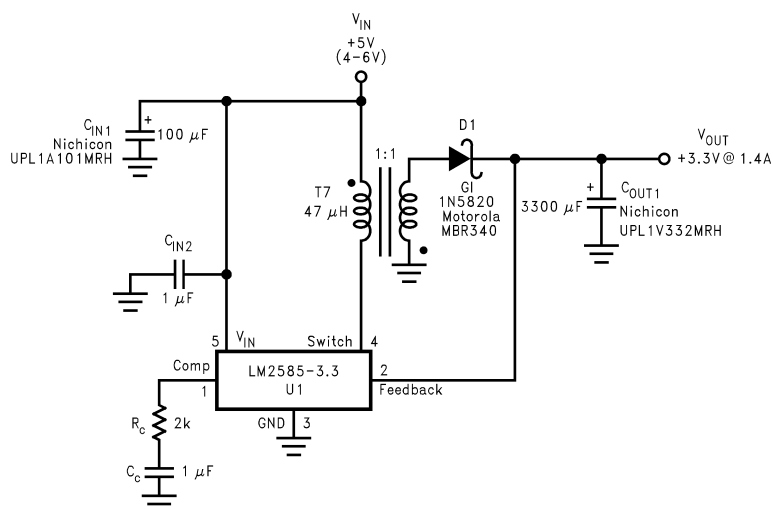 V_IN
+5V
(4-6V)
C_IN1
Nichicon
UPL1A101MRH
+
100 μF
1:1
T7
47 μH
D1
GI
1N5820
Motorola
MBR340
V_OUT
+3.3V@ 1.4A
+
3300 μF
C_OUT1
Nichicon
UPL1V332MRH
C_IN2
1 μF
5
V_IN
Switch
4
Comp
1
LM2585-3.3
U1
2
Feedback
GND
3
R_c
2k
C_c
1 μF